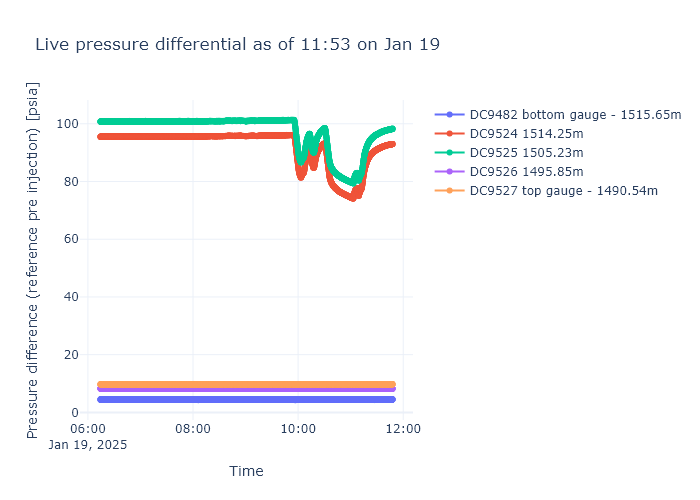 Live pressure differential as of 11:53 on Jan 19
Pressure difference (reference pre injection) [psia]
100
80
60
40
20
0
06:00
Jan 19, 2025
08:00
10:00
12:00
Time
DC9482 bottom gauge - 1515.65m
DC9524 1514.25m
DC9525 1505.23m
DC9526 1495.85m
DC9527 top gauge - 1490.54m